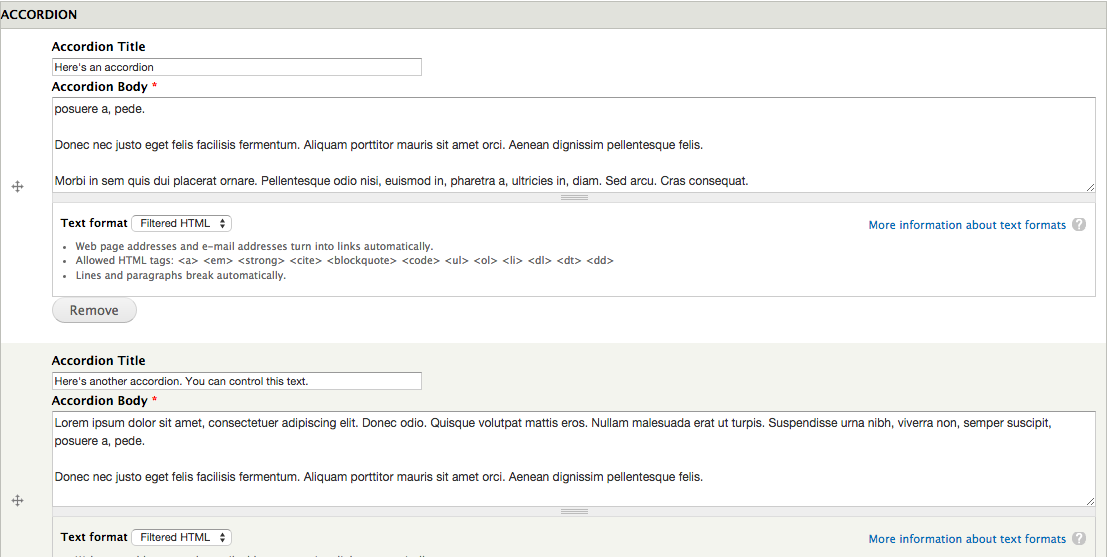 ACCORDION
Accordion Title
Here's an accordion
Accordion Body *
posuere a, pede.
Donec nec justo eget felis facilisis fermentum. Aliquam porttitor mauris sit amet orci. Aenean dignissim pellentesque felis.
Morbi in sem quis dui placerat ornare. Pellentesque odio nisi, euismod in, pharetra a, ultricies in, diam. Sed arcu. Cras consequat.
Text format Filtered HTML More information about text formats ?
• Web page addresses and e-mail addresses turn into links automatically.
• Allowed HTML tags: <a> <em> <strong> <cite> <blockquote> <code> <ul> <ol> <li> <dl> <dt> <dd>
• Lines and paragraphs break automatically.
Remove
Accordion Title
Here's another accordion. You can control this text.
Accordion Body *
Lorem ipsum dolor sit amet, consectetuer adipiscing elit. Donec odio. Quisque volutpat mattis eros. Nullam malesuada erat ut turpis. Suspendisse urna nibh, viverra non, semper suscipit,
posuere a, pede.
Donec nec justo eget felis facilisis fermentum. Aliquam porttitor mauris sit amet orci. Aenean dignissim pellentesque felis.
Text format Filtered HTML More information about text formats ?